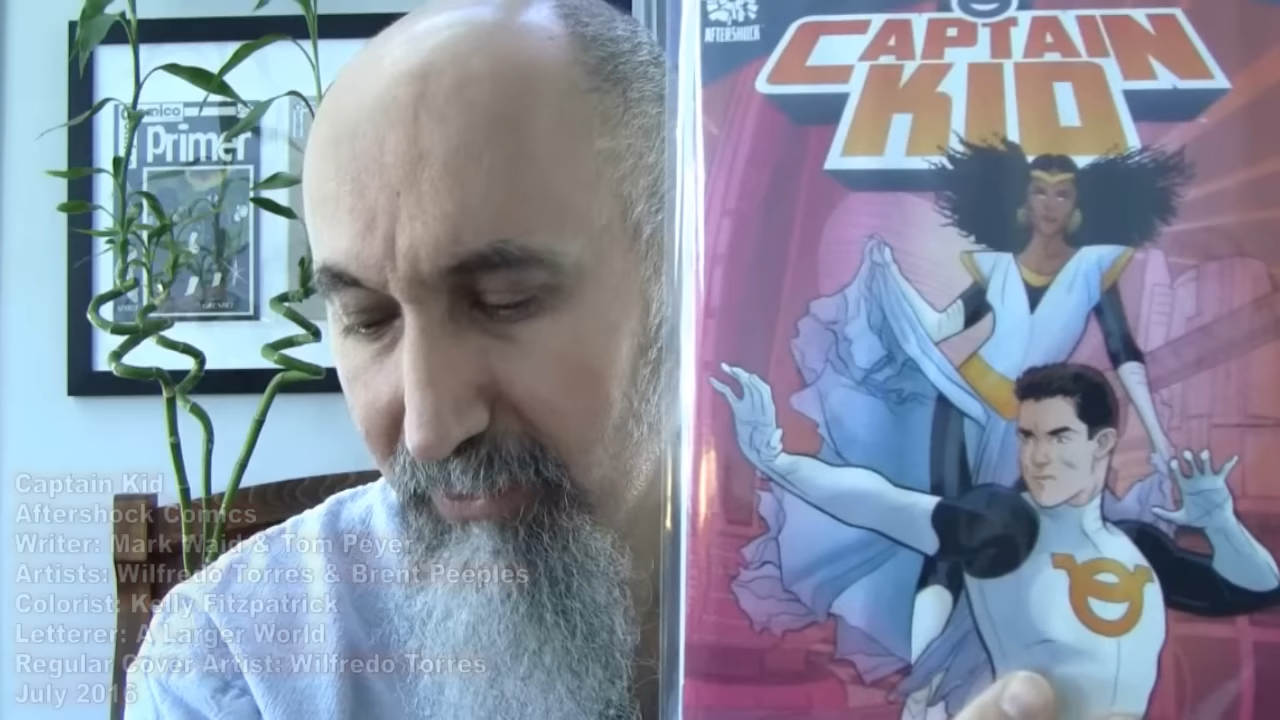 AFTERSHOCK
CAPTAIN
KID
comico
Primer
Captain Kid
Aftershock Comics
Writer: Mark Waid & Tom Peyer
Artists: Wilfredo Torres & Brent Peeples
Colorist: Kelly Fitzpatrick
Letterer: A Larger World
Regular Cover Artist: Wilfredo Torres
July 2016